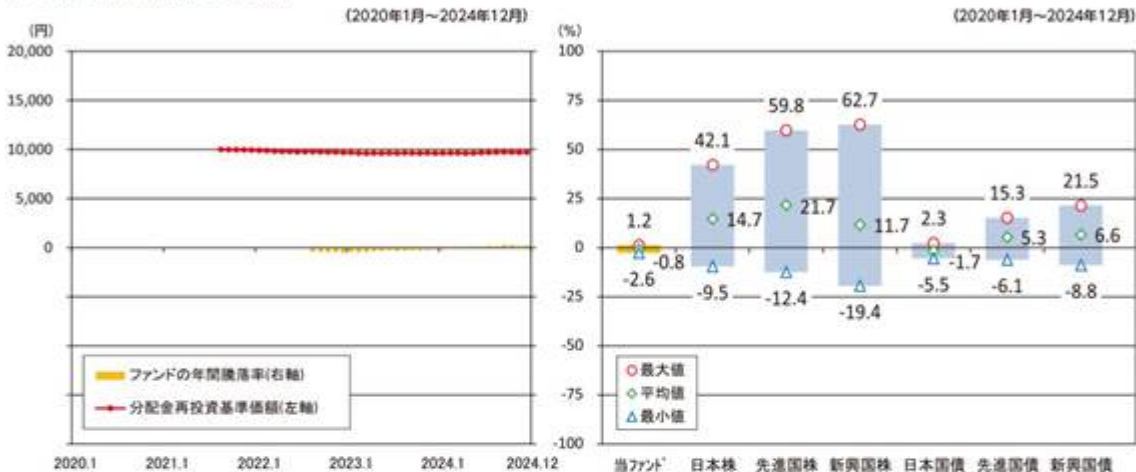 (2020年1月～2024年12月)
(円)
20,000
15,000
10,000
5,000
0
ファンドの年間騰落率(右軸)
分配金再投資基準価額(左軸)
2020.1 2021.1 2022.1 2023.1 2024.1 2024.12
(2020年1月～2024年12月)
(%)
100
75
50
25
0
-25
-50
-75
-100
1.2 42.1 59.8 62.7 2.3 15.3 21.5
-0.8 14.7 21.7 11.7 -1.7 5.3 6.6
-2.6 -9.5 -12.4 -19.4 -5.5 -6.1 -8.8
最大値
平均値
最小値
当ファンド 日本株 先進国株 新興国株 日本国債 先進国債 新興国債